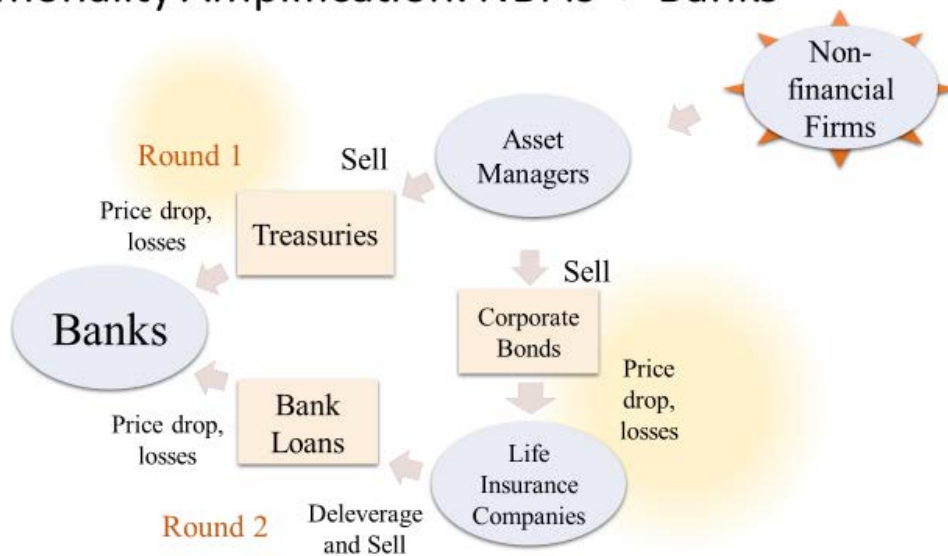 Non-
financial
Firms
Asset
Managers
Round 1
Sell
Price drop,
losses
Treasuries
Sell
Banks
Corporate
Bonds
Price
drop,
losses
Bank
Loans
Price drop,
losses
Life
Insurance
Companies
Round 2
Deleverage
and Sell